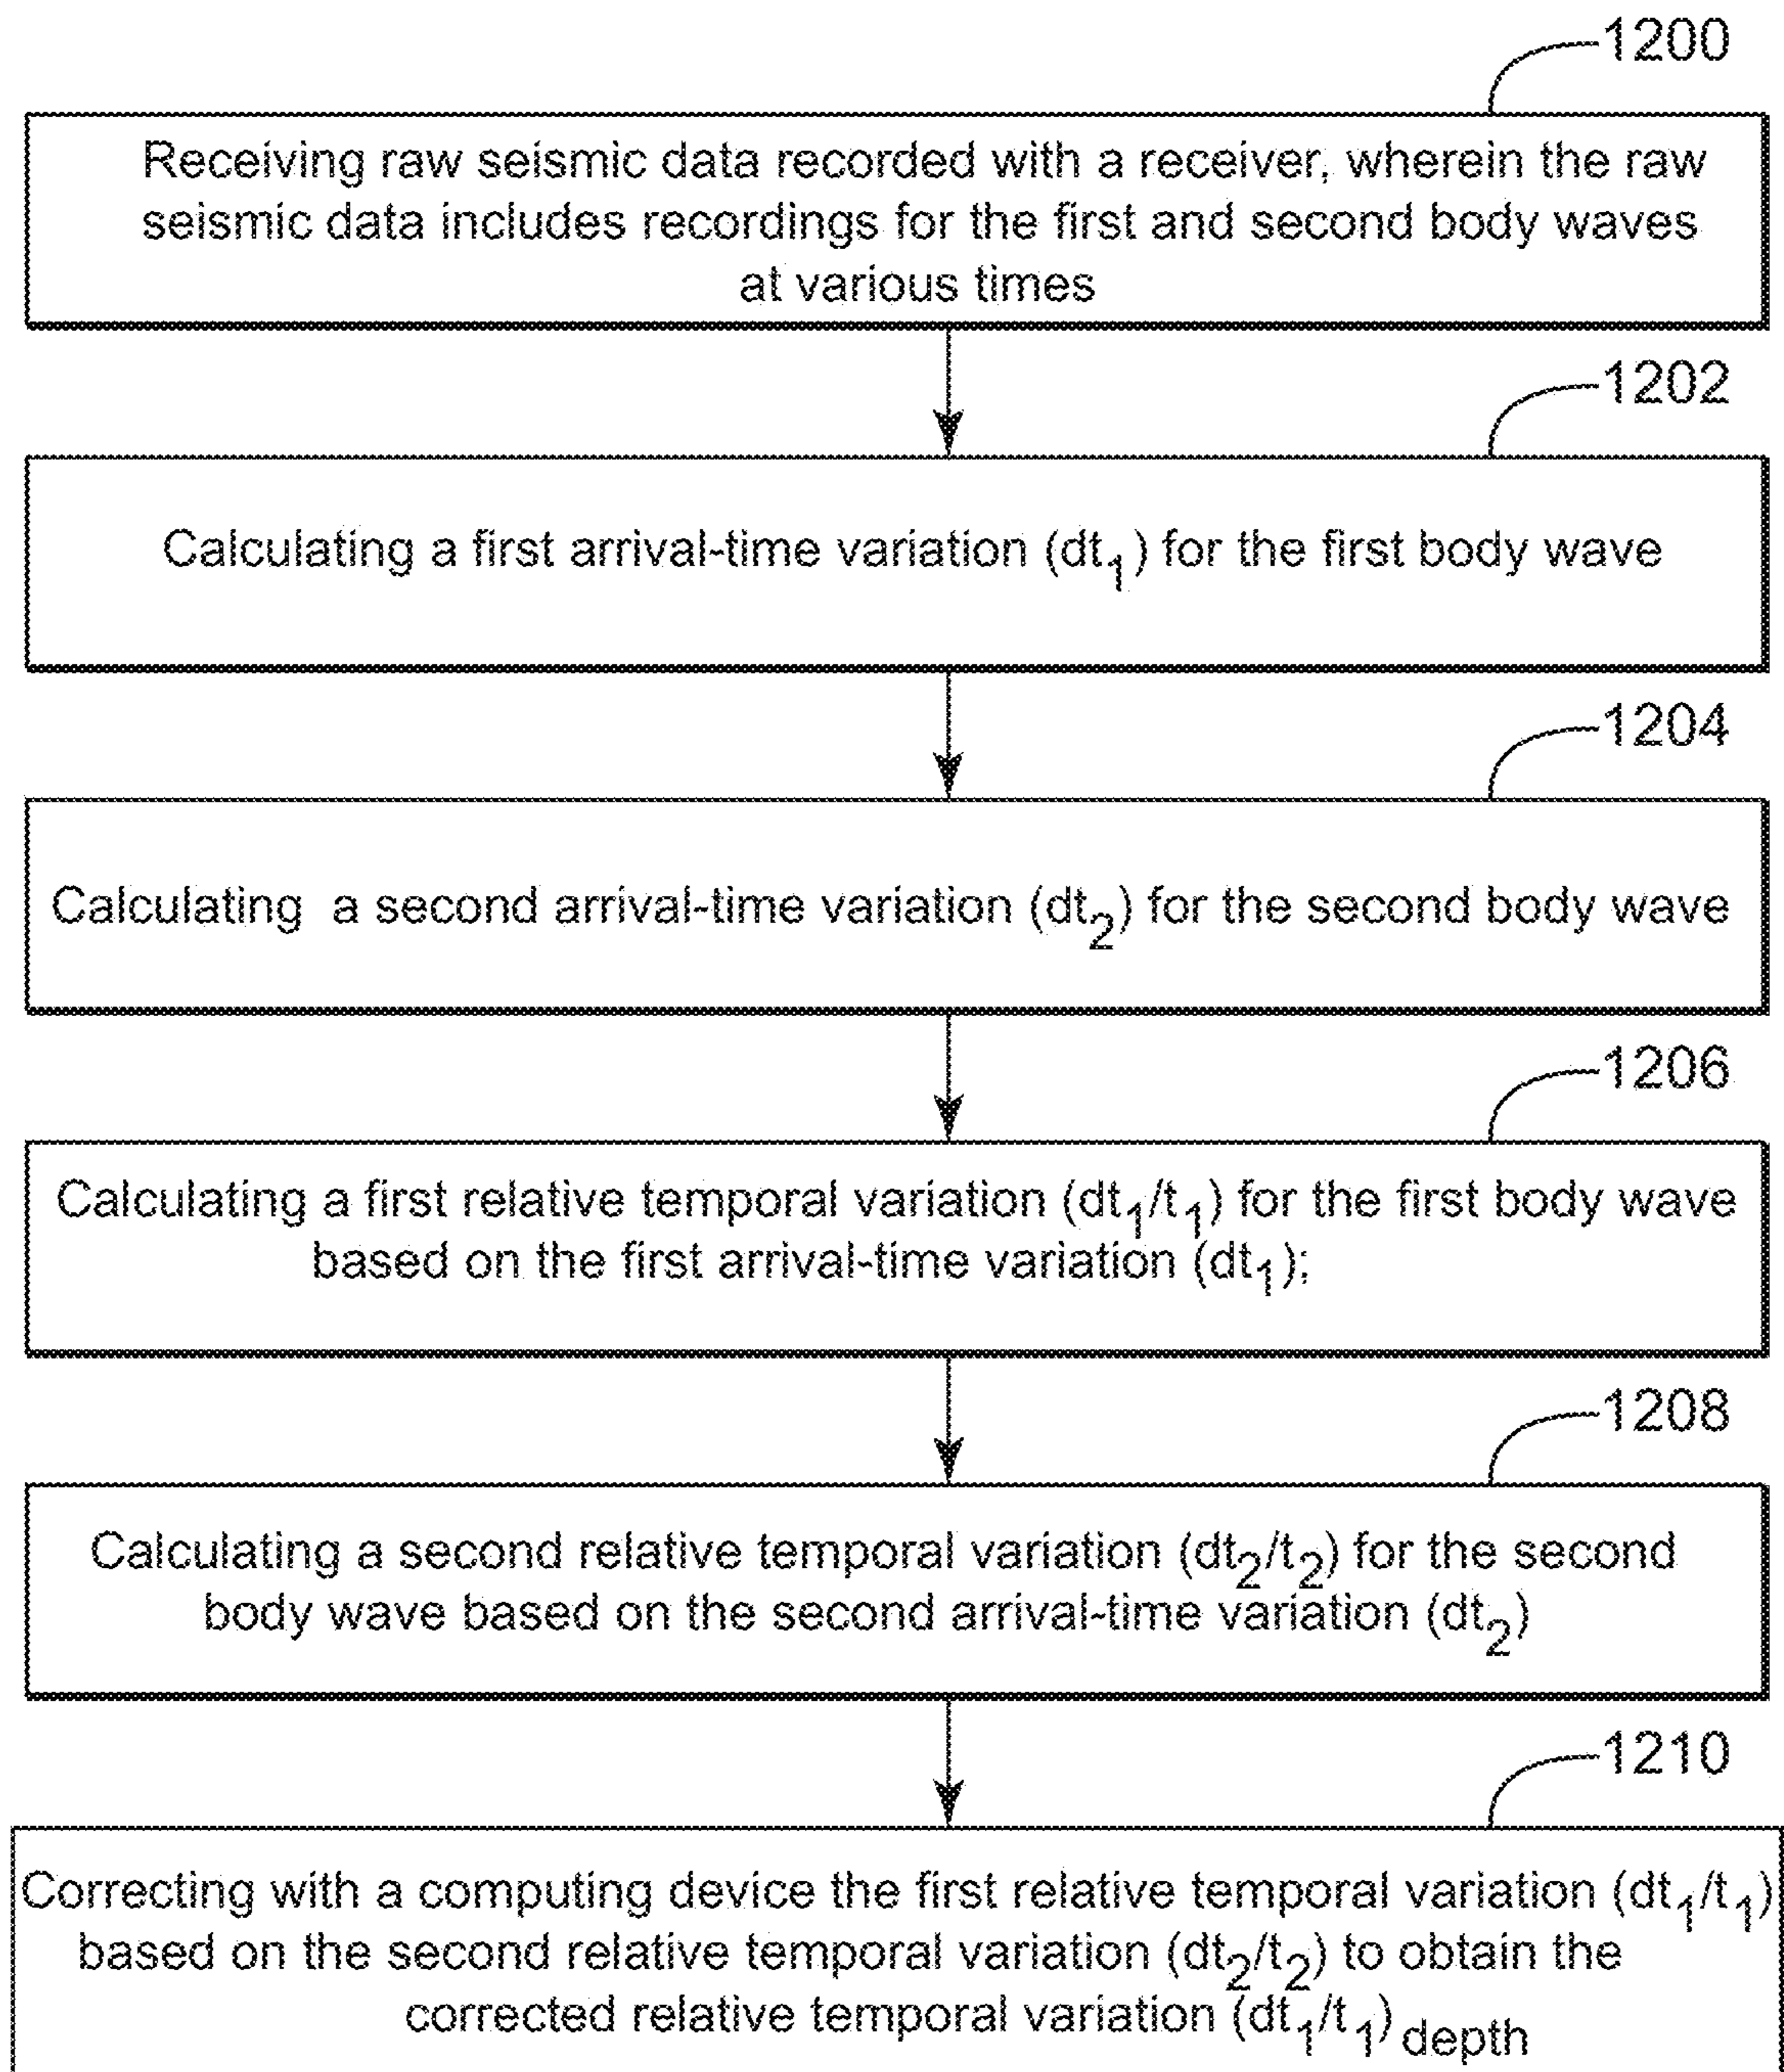 1200
Receiving raw seismic data recorded with a receiver, wherein the raw
seismic data includes recordings for the first and second body waves
at various times
1202
Calculating a first arrival-time variation (dt1) for the first body wave
1204
Calculating a second arrival-time variation (dt2) for the second body wave
1206
Calculating a first relative temporal variation (dt1/t1) for the first body wave
based on the first arrival-time variation (dt1);
1208
Calculating a second relative temporal variation (dt2/t2) for the second
body wave based on the second arrival-time variation (dt2)
1210
Correcting with a computing device the first relative temporal variation (dt1/t1)
based on the second relative temporal variation (dt2/t2) to obtain the
corrected relative temporal variation (dt1/t1)depth